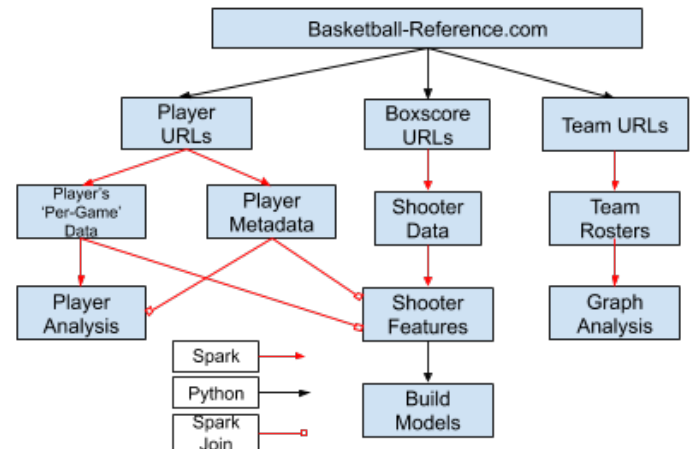 Basketball-Reference.com
Player
URLs
Boxscore
URLs
Team URLs
Player's
'Per-Game'
Data
Player
Metadata
Shooter
Data
Team
Rosters
Player
Analysis
Shooter
Features
Graph
Analysis
Spark
Python
Spark
Join
Build
Models